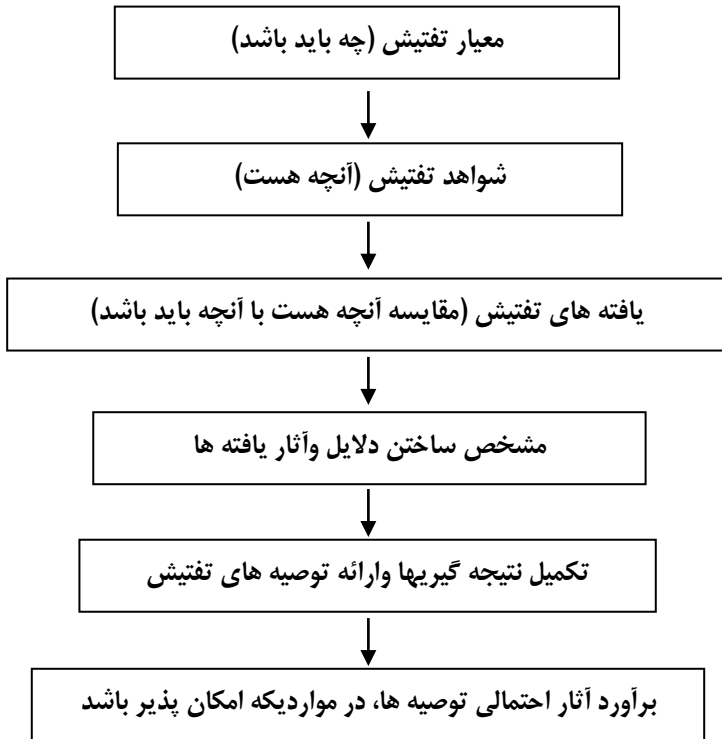 معیار تفتیش (چه باید باشد)
شواهد تفتیش (آنچه هست)
یافته های تفتیش (مقایسه آنچه هست با آنچه باید باشد)
مشخص ساختن دلایل وآثار یافته ها
تکمیل نتیجه گیریها وارائه توصیه های تفتیش
برآورد آثار احتمالی توصیه ها، در مواردیکه امکان پذیر باشد